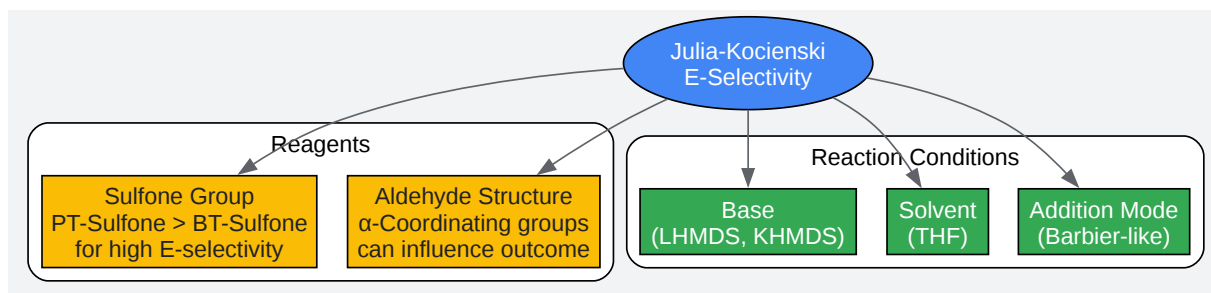 Julia-Kocienski
E-Selectivity
Reagents
Sulfone Group
PT-Sulfone > BT-Sulfone
for high E-selectivity
Aldehyde Structure
α-Coordinating groups
can influence outcome
Reaction Conditions
Base
(LHMDS, KHMDS)
Solvent
(THF)
Addition Mode
(Barbier-like)